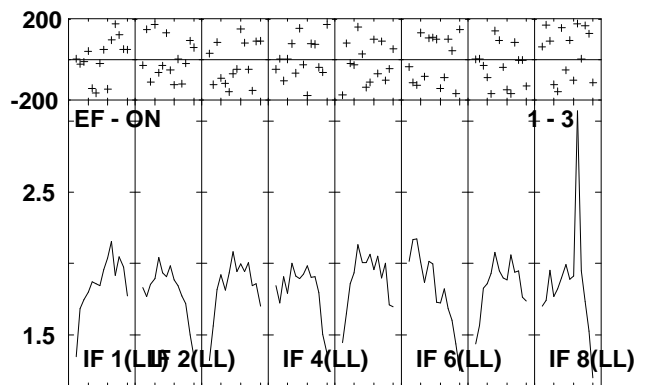 200
-200
EF - ON 1 - 3
2.5
1.5
IF 1(LL) IF 2(LL) IF 4(LL) IF 6(LL) IF 8(LL)